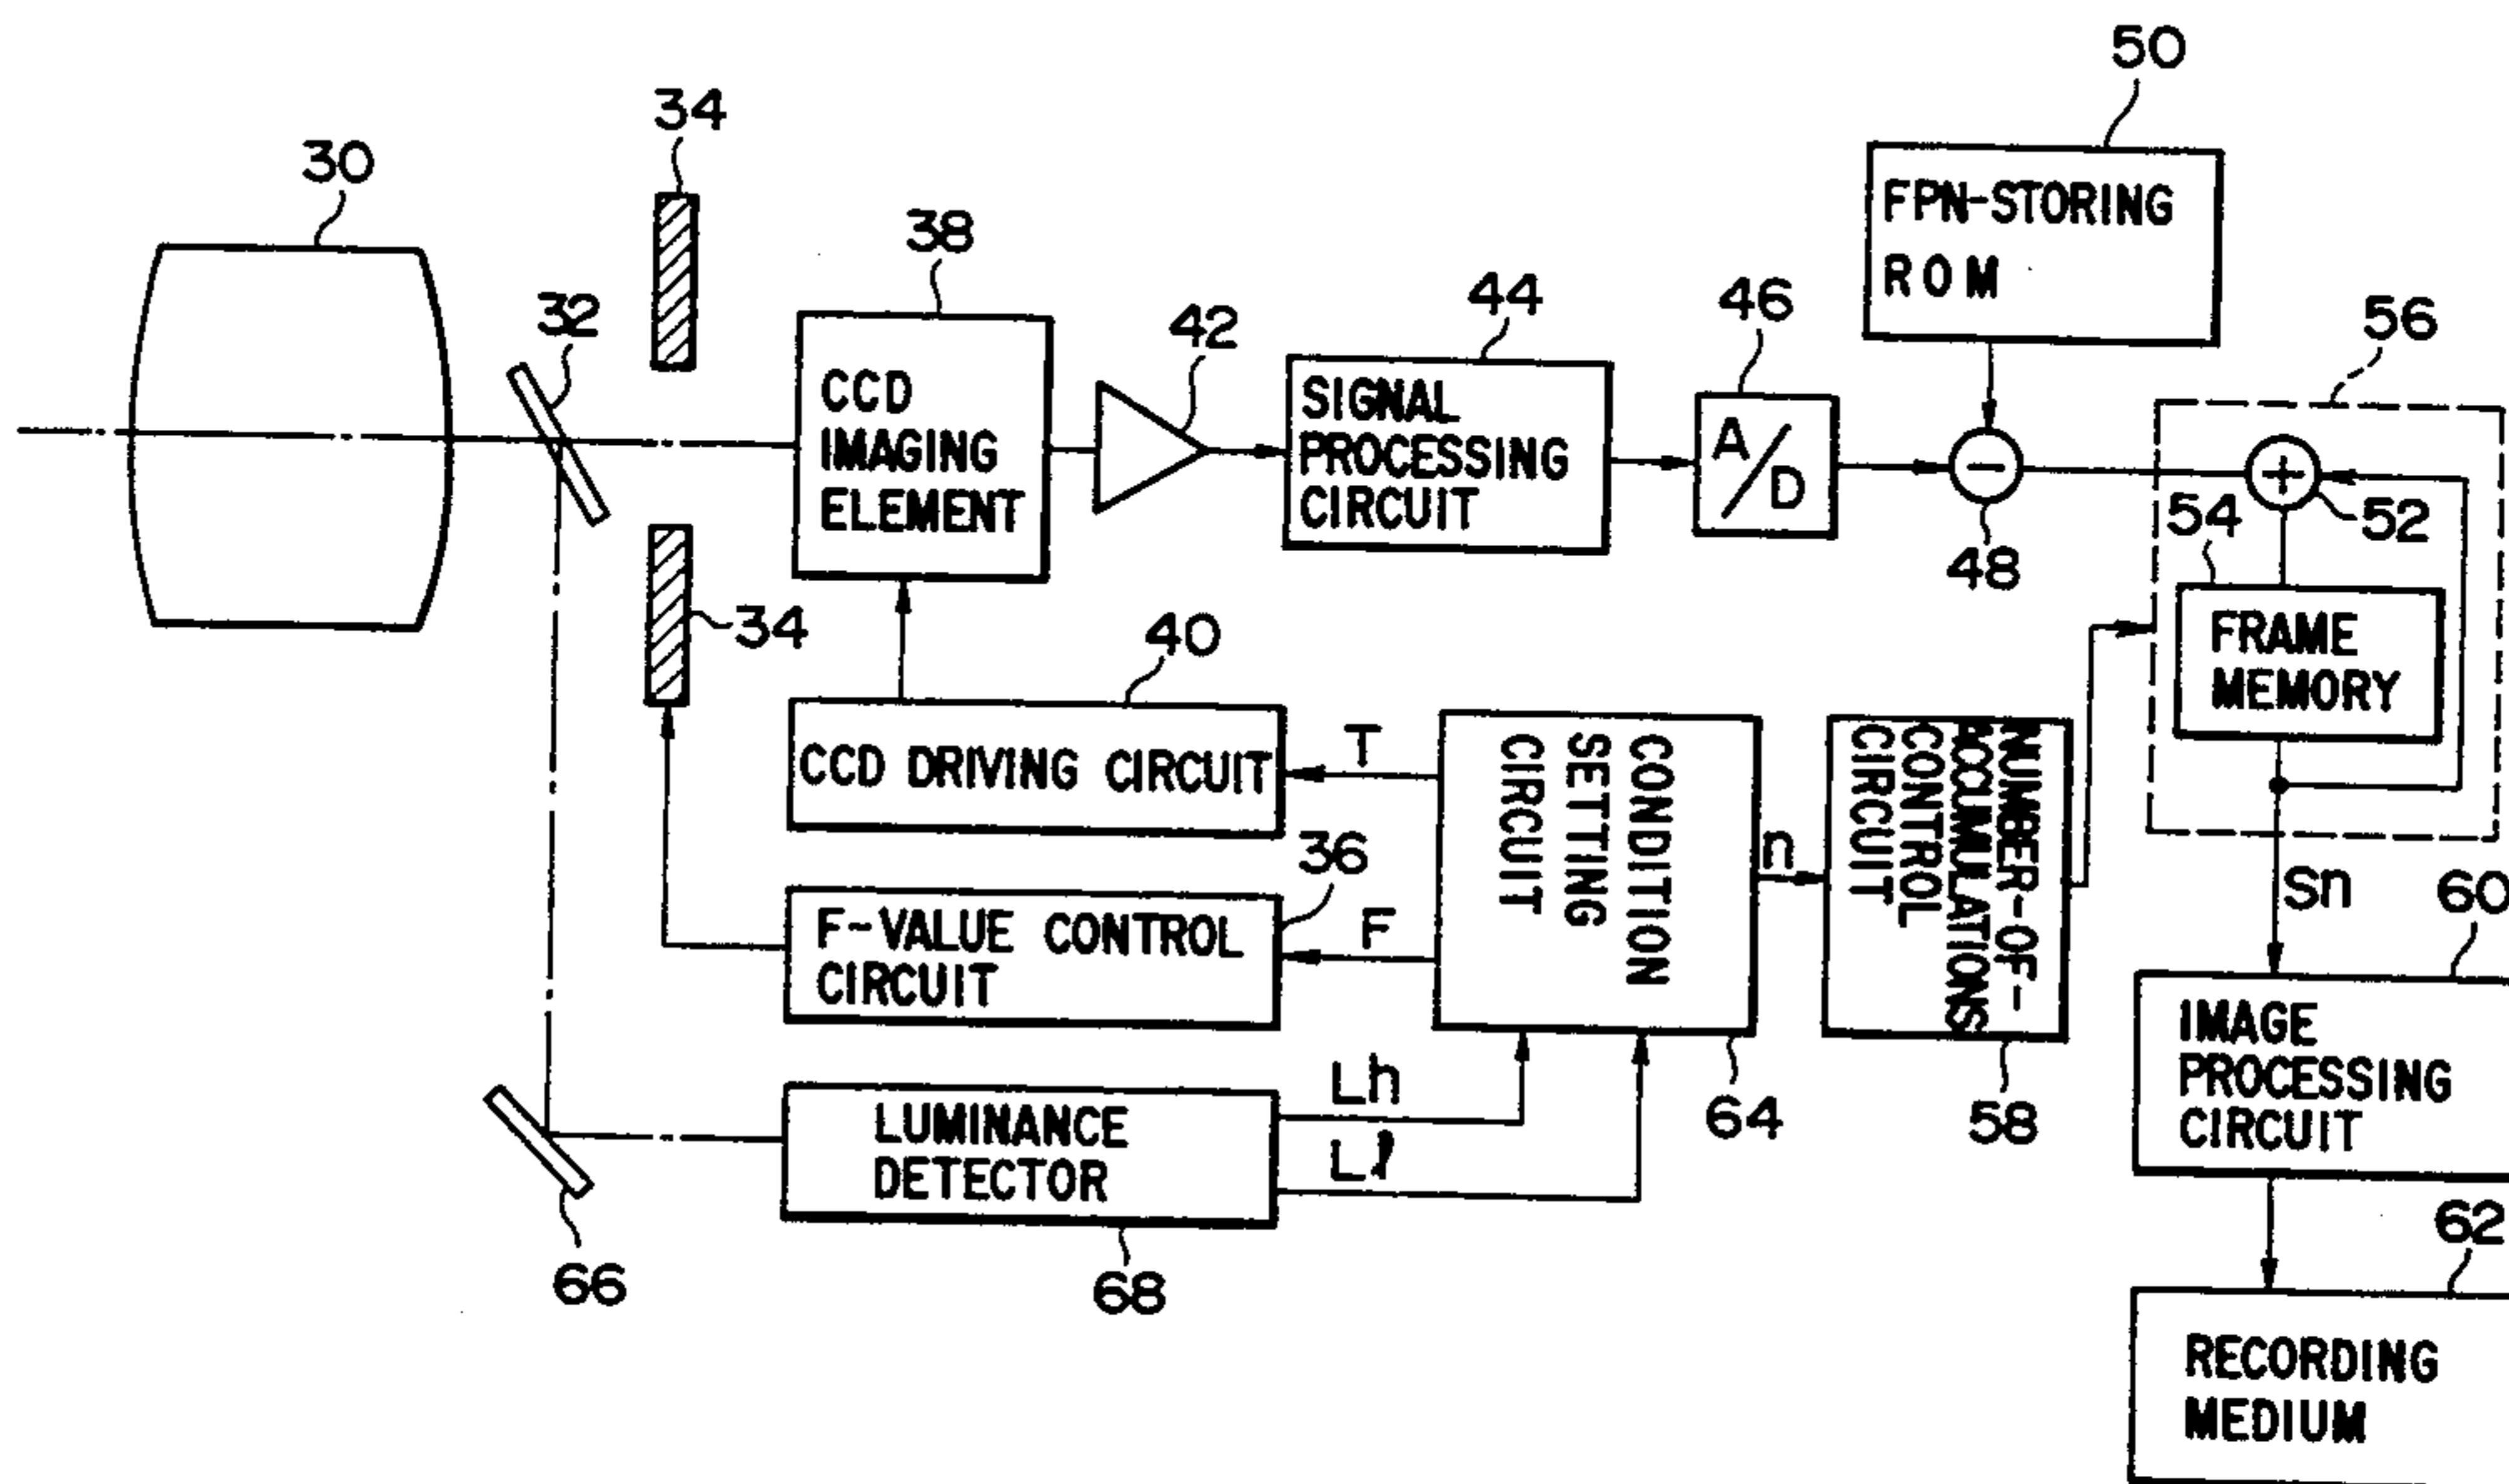 50
34
30
FPN-STORING
ROM
38
44
46
56
32
42
CCD
IMAGING
ELEMENT
SIGNAL
PROCESSING
CIRCUIT
A/D
−
+
54
52
48
34
40
FRAME
MEMORY
CCD DRIVING CIRCUIT
T
CONDITION
SETTING
CIRCUIT
n
NUMBER-OF-
ACCUMULATIONS
CONTROL
CIRCUIT
36
F-VALUE CONTROL
CIRCUIT
F
Sn
60
IMAGE
PROCESSING
CIRCUIT
LUMINANCE
DETECTOR
Lh
Ll
64
58
66
68
62
RECORDING
MEDIUM